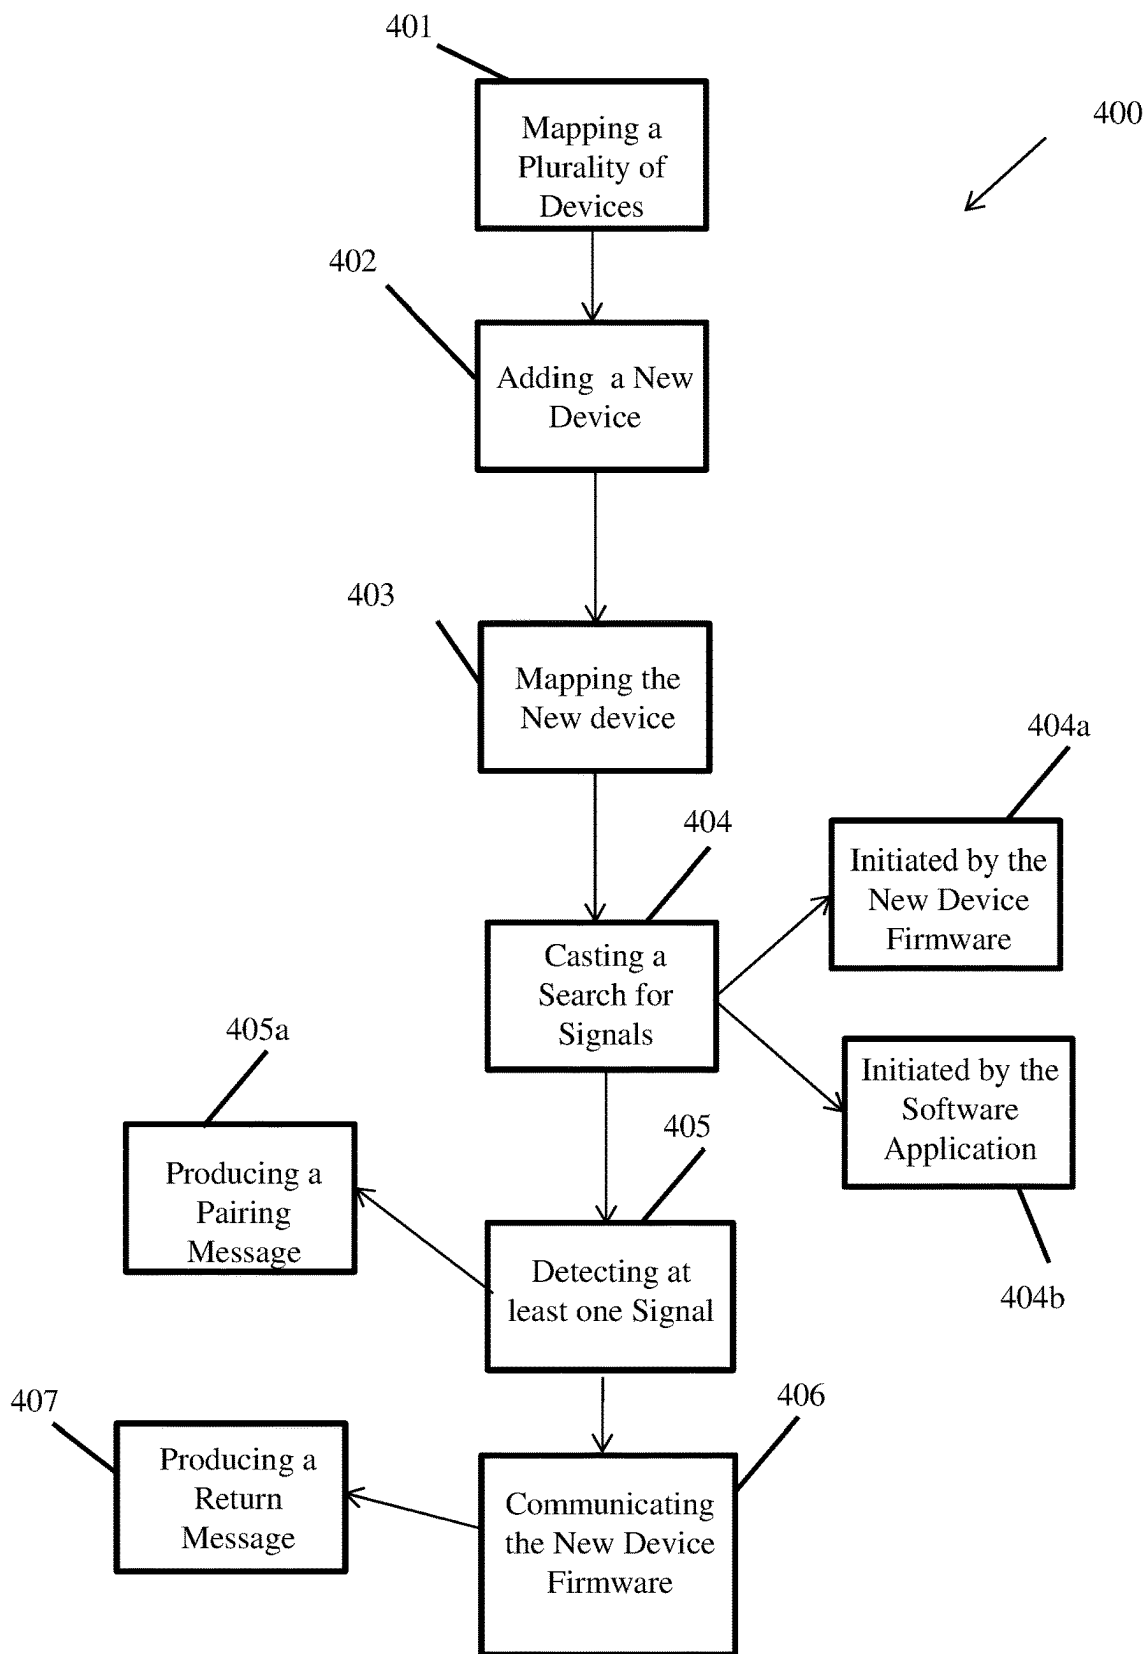 401
Mapping a
Plurality of
Devices
400
402
Adding a New
Device
403
Mapping the
New device
404a
404
Initiated by the
New Device
Firmware
Casting a
Search for
Signals
405a
405
Initiated by the
Software
Application
Producing a
Pairing
Message
Detecting at
least one Signal
404b
407
406
Producing a
Return
Message
Communicating
the New Device
Firmware